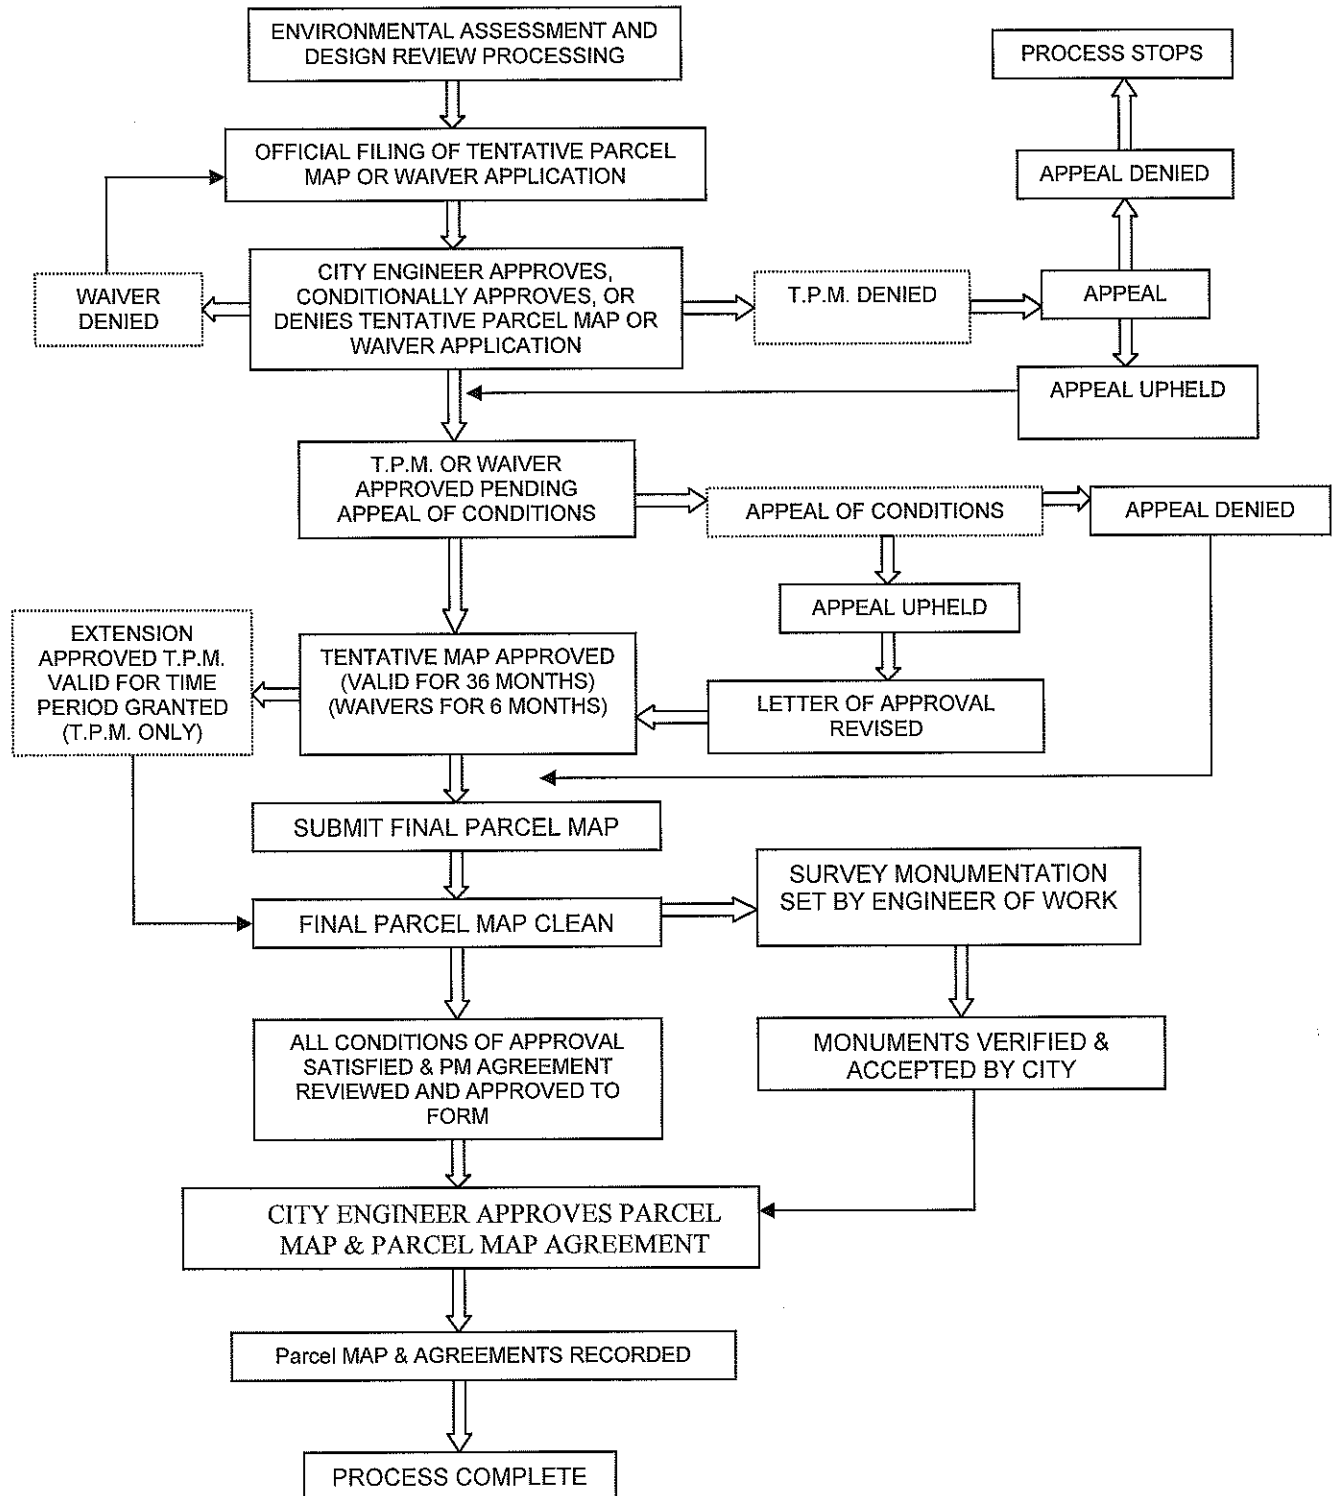 ENVIRONMENTAL ASSESSMENT AND
DESIGN REVIEW PROCESSING
PROCESS STOPS
OFFICIAL FILING OF TENTATIVE PARCEL
MAP OR WAIVER APPLICATION
APPEAL DENIED
WAIVER
DENIED
CITY ENGINEER APPROVES,
CONDITIONALLY APPROVES, OR
DENIES TENTATIVE PARCEL MAP OR
WAIVER APPLICATION
T.P.M. DENIED
APPEAL
APPEAL UPHELD
T.P.M. OR WAIVER
APPROVED PENDING
APPEAL OF CONDITIONS
APPEAL OF CONDITIONS
APPEAL DENIED
APPEAL UPHELD
EXTENSION
APPROVED T.P.M.
VALID FOR TIME
PERIOD GRANTED
(T.P.M. ONLY)
TENTATIVE MAP APPROVED
(VALID FOR 36 MONTHS)
(WAIVERS FOR 6 MONTHS)
LETTER OF APPROVAL
REVISED
SUBMIT FINAL PARCEL MAP
FINAL PARCEL MAP CLEAN
SURVEY MONUMENTATION
SET BY ENGINEER OF WORK
ALL CONDITIONS OF APPROVAL
SATISFIED & PM AGREEMENT
REVIEWED AND APPROVED TO
FORM
MONUMENTS VERIFIED &
ACCEPTED BY CITY
CITY ENGINEER APPROVES PARCEL
MAP & PARCEL MAP AGREEMENT
Parcel MAP & AGREEMENTS RECORDED
PROCESS COMPLETE